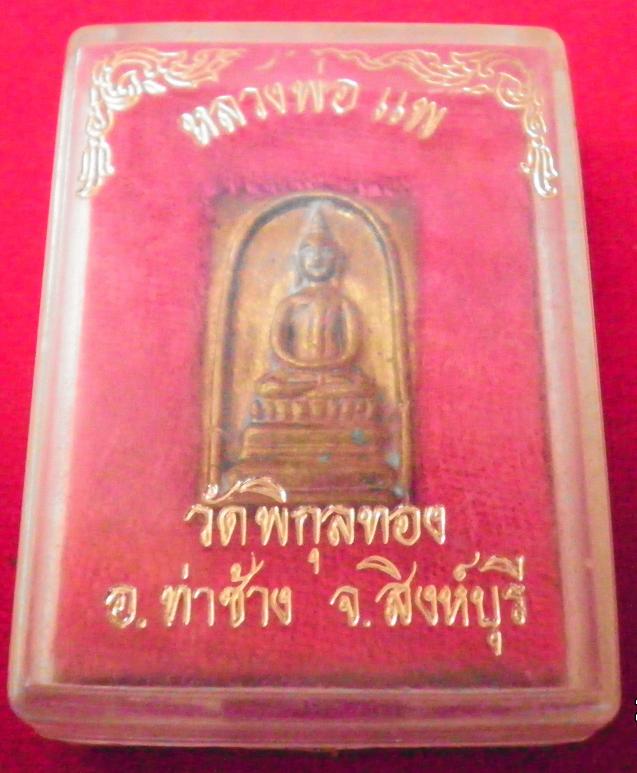 หลวงพ่อ แพ
วัดพิกุลทอง
อ. ท่าช้าง จ. สิงห์บุรี